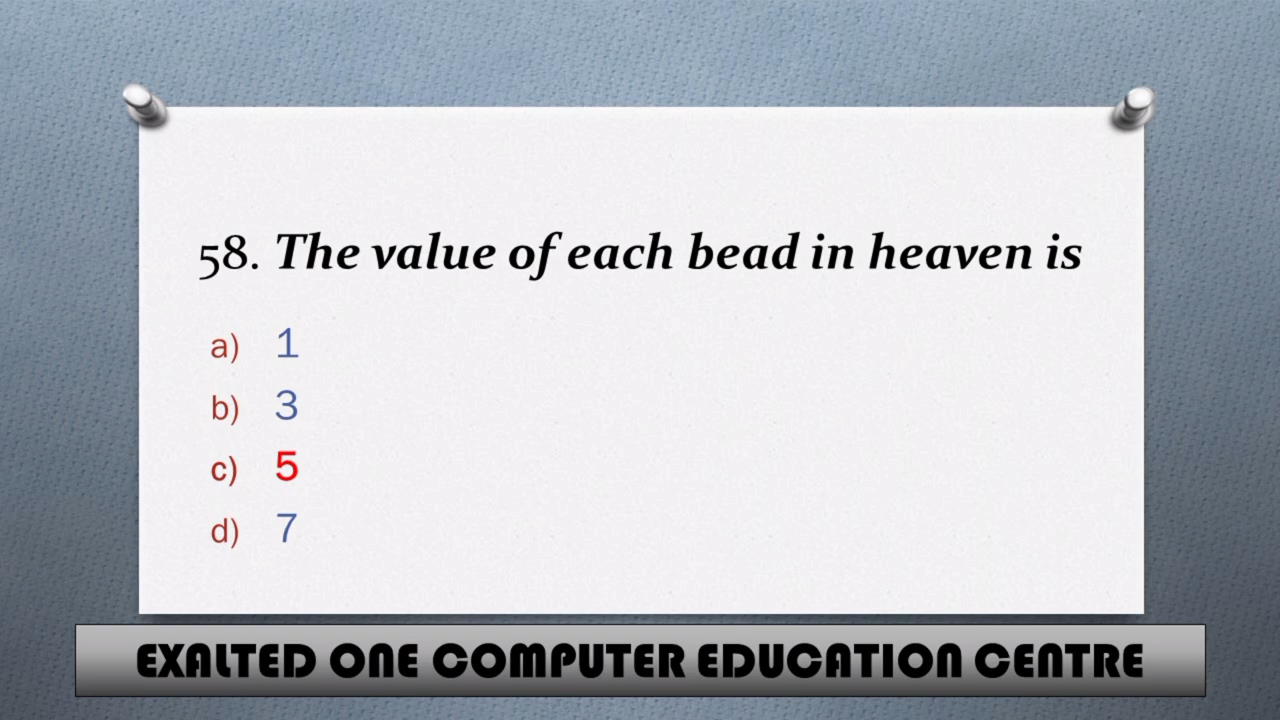 58. The value of each bead in heaven is
a) 1
b) 3
c) 5
d) 7
EXALTED ONE COMPUTER EDUCATION CENTRE